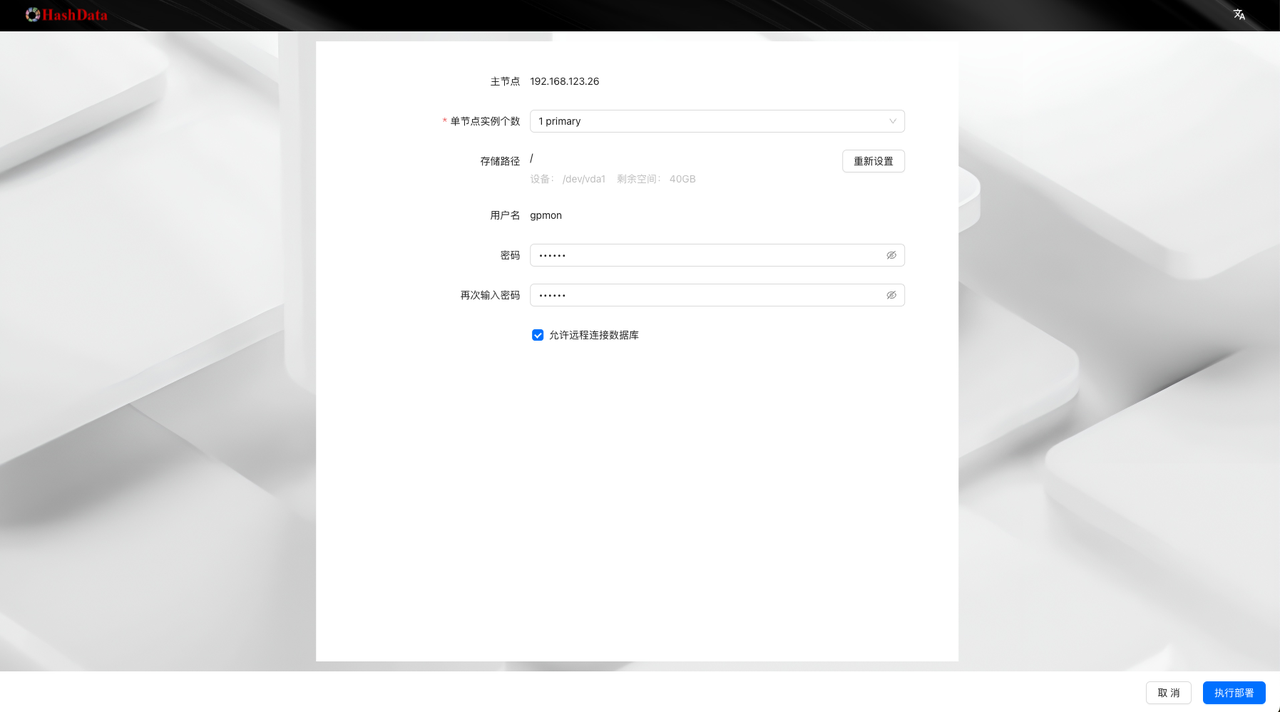 HashData
主节点 192.168.123.26
* 单节点实例个数 1 primary
存储路径 / 重新设置
设备： /dev/vda1 剩余空间： 40GB
用户名 gpmon
密码 ••••••
再次输入密码 ••••••
允许远程连接数据库
取 消 执行部署